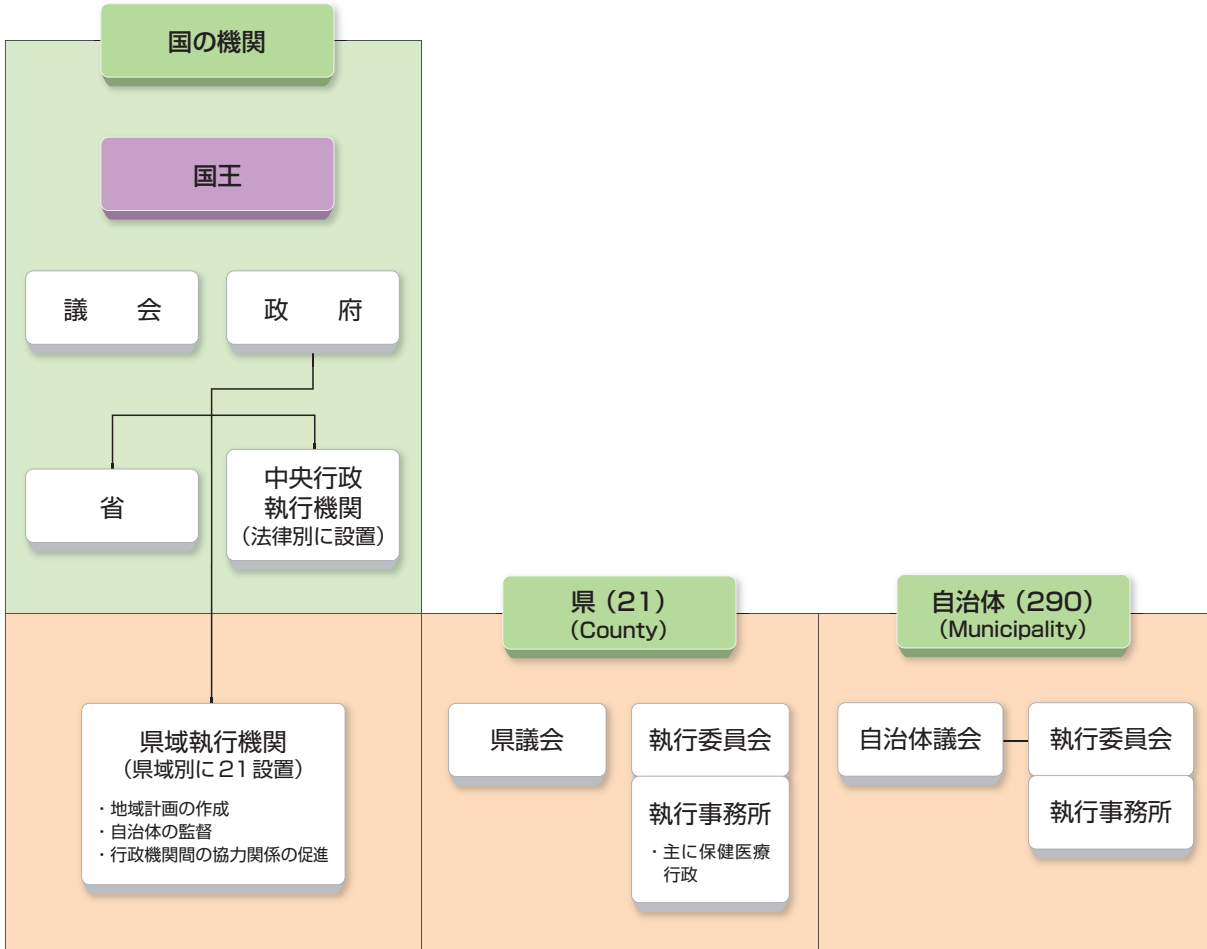 国の機関
国王
議　会
政　府
省
中央行政
執行機関
（法律別に設置）
県域執行機関
（県域別に21設置）
・地域計画の作成
・自治体の監督
・行政機関間の協力関係の促進
県（21）
（County）
県議会
執行委員会
執行事務所
・主に保健医療
行政
自治体（290）
（Municipality）
自治体議会
執行委員会
執行事務所